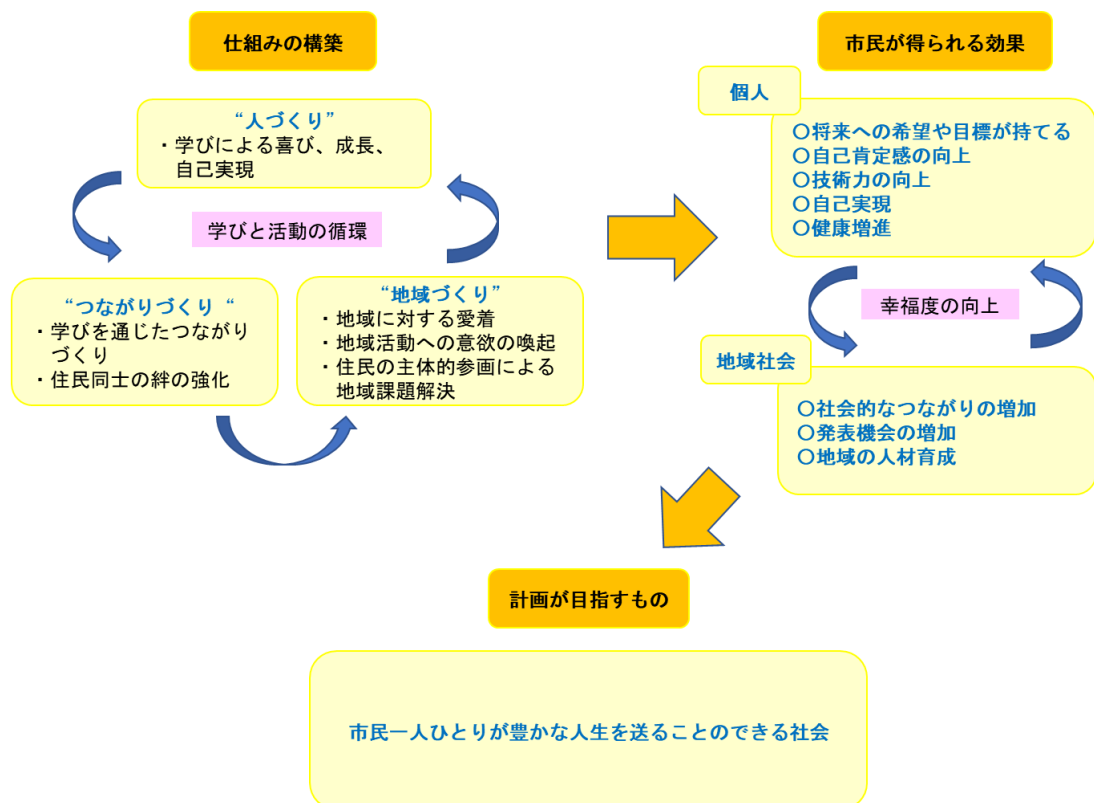 仕組みの構築
“人づくり”
・学びによる喜び、成長、
自己実現
学びと活動の循環
“つながりづくり “
・学びを通じたつながり
づくり
・住民同士の絆の強化
“地域づくり”
・地域に対する愛着
・地域活動への意欲の喚起
・住民の主体的参画による
地域課題解決
市民が得られる効果
個人
〇将来への希望や目標が持てる
〇自己肯定感の向上
〇技術力の向上
〇自己実現
〇健康増進
幸福度の向上
地域社会
〇社会的なつながりの増加
〇発表機会の増加
〇地域の人材育成
計画が目指すもの
市民一人ひとりが豊かな人生を送ることのできる社会